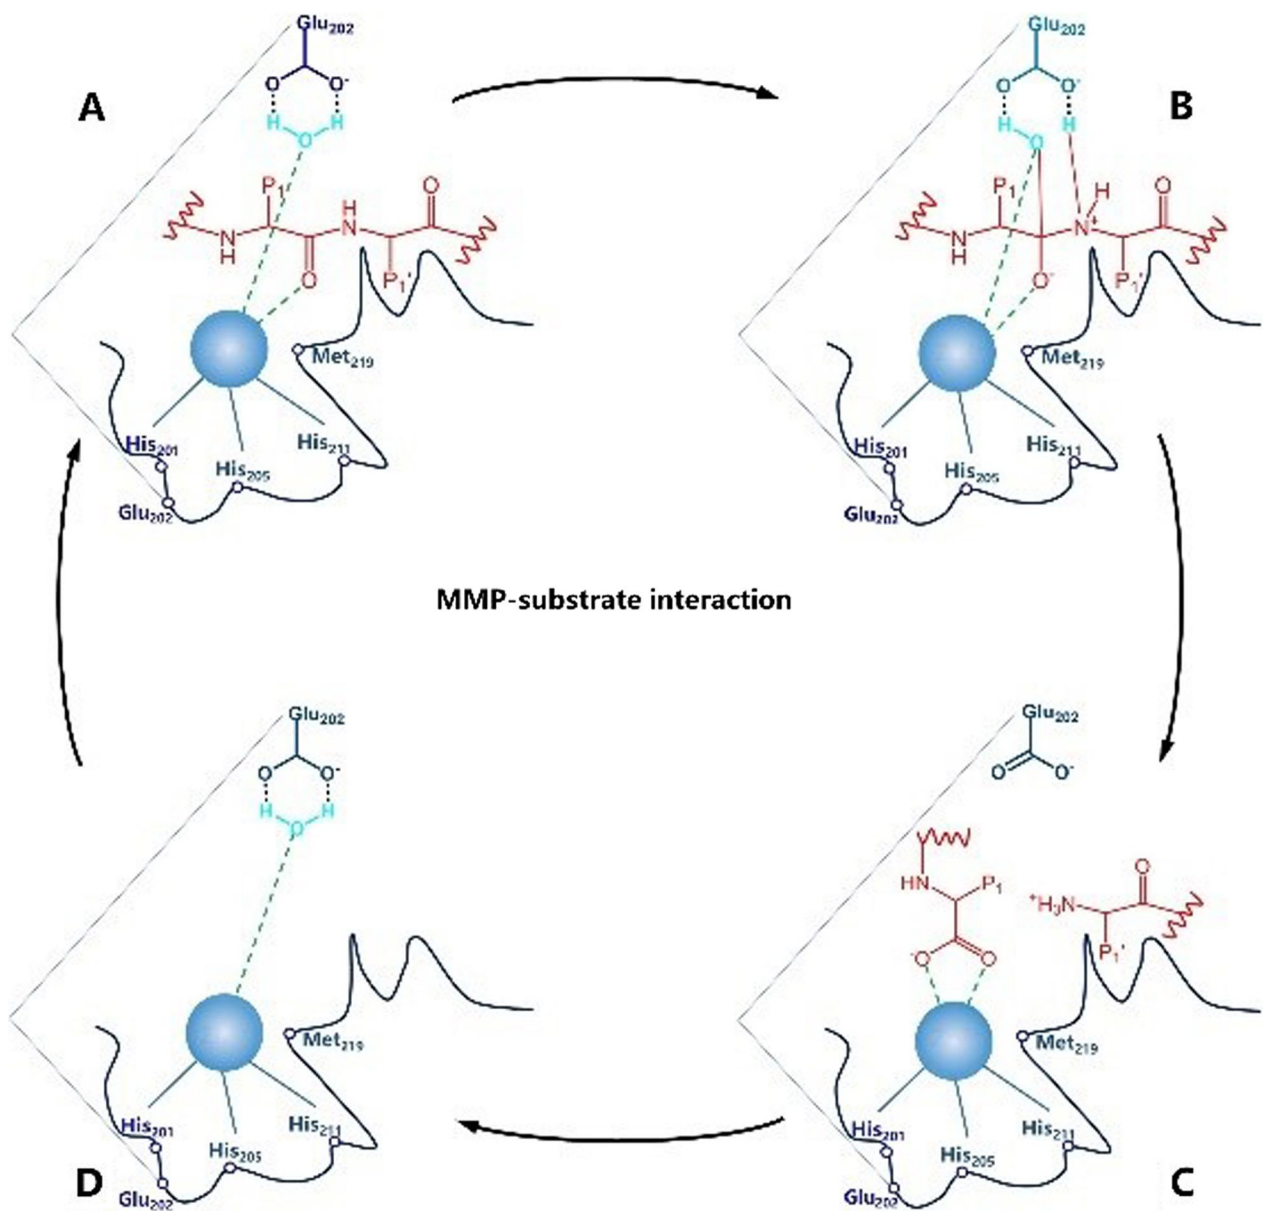 Glu202
O O-
H H
O
A
P1'
N
H
H
N
O
O
P1'
Met219
His201
His205
His211
Glu202
Glu202
O O-
H H
O
B
P1
N
H
H
N+
O
O-
P1'
Met219
His201
His205
His211
Glu202
MMP-substrate interaction
Glu202
O O-
H H
O
Met219
His201
His205
His211
Glu202
D
Glu202
O O-
HN
P1
-O O
+H3N
O
P1'
Met219
His201
His205
His211
Glu202
C